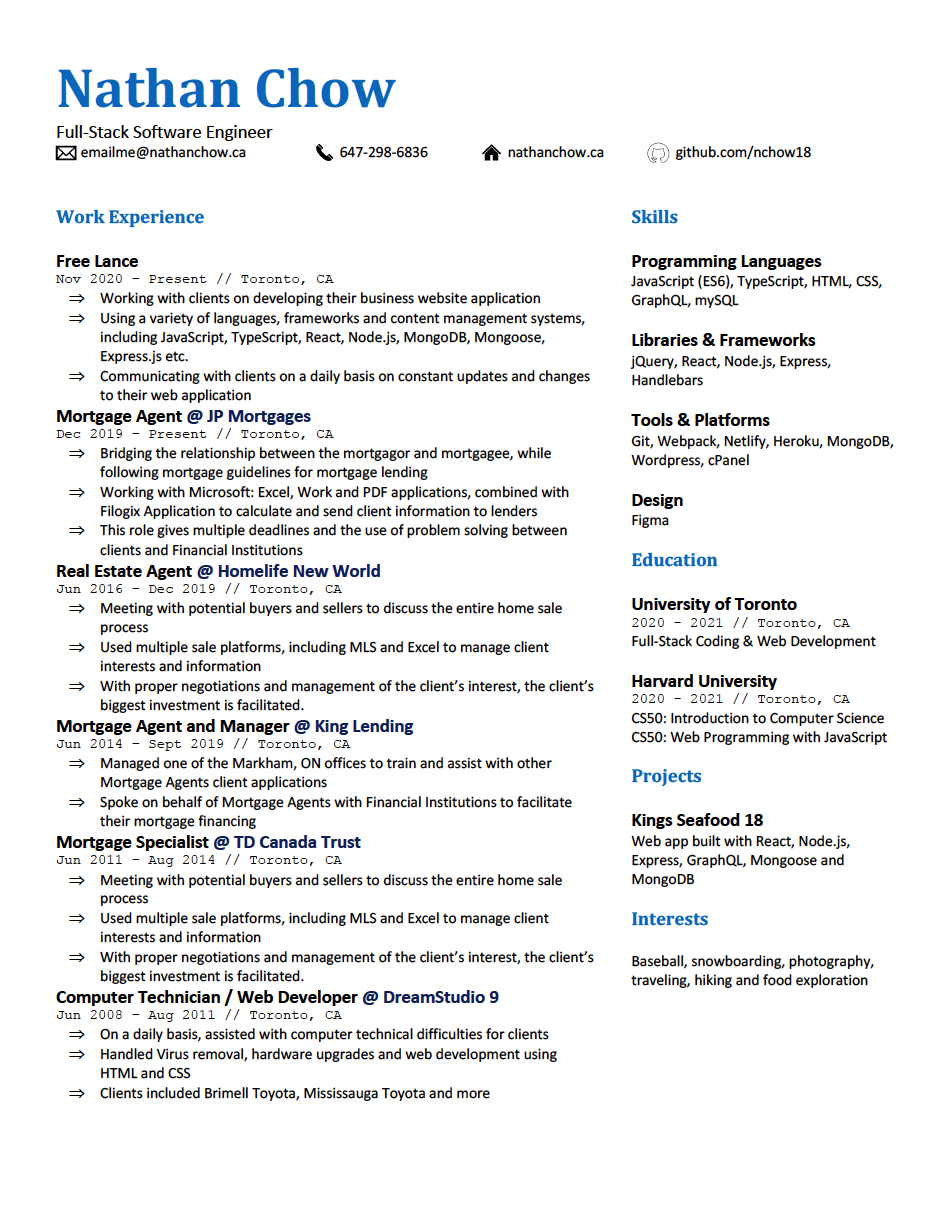 Nathan Chow
Full-Stack Software Engineer
emailme@nathanchow.ca 647-298-6836 nathanchow.ca github.com/nchow18
Work Experience
Free Lance
Nov 2020 – Present // Toronto, CA
⇒ Working with clients on developing their business website application
⇒ Using a variety of languages, frameworks and content management systems,
including JavaScript, TypeScript, React, Node.js, MongoDB, Mongoose,
Express.js etc.
⇒ Communicating with clients on a daily basis on constant updates and changes
to their web application
Mortgage Agent @ JP Mortgages
Dec 2019 – Present // Toronto, CA
⇒ Bridging the relationship between the mortgagor and mortgagee, while
following mortgage guidelines for mortgage lending
⇒ Working with Microsoft: Excel, Work and PDF applications, combined with
Filogix Application to calculate and send client information to lenders
⇒ This role gives multiple deadlines and the use of problem solving between
clients and Financial Institutions
Real Estate Agent @ Homelife New World
Jun 2016 – Dec 2019 // Toronto, CA
⇒ Meeting with potential buyers and sellers to discuss the entire home sale
process
⇒ Used multiple sale platforms, including MLS and Excel to manage client
interests and information
⇒ With proper negotiations and management of the client’s interest, the client’s
biggest investment is facilitated.
Mortgage Agent and Manager @ King Lending
Jun 2014 – Sept 2019 // Toronto, CA
⇒ Managed one of the Markham, ON offices to train and assist with other
Mortgage Agents client applications
⇒ Spoke on behalf of Mortgage Agents with Financial Institutions to facilitate
their mortgage financing
Mortgage Specialist @ TD Canada Trust
Jun 2011 – Aug 2014 // Toronto, CA
⇒ Meeting with potential buyers and sellers to discuss the entire home sale
process
⇒ Used multiple sale platforms, including MLS and Excel to manage client
interests and information
⇒ With proper negotiations and management of the client’s interest, the client’s
biggest investment is facilitated.
Computer Technician / Web Developer @ DreamStudio 9
Jun 2008 – Aug 2011 // Toronto, CA
⇒ On a daily basis, assisted with computer technical difficulties for clients
⇒ Handled Virus removal, hardware upgrades and web development using
HTML and CSS
⇒ Clients included Brimell Toyota, Mississauga Toyota and more
Skills
Programming Languages
JavaScript (ES6), TypeScript, HTML, CSS,
GraphQL, mySQL
Libraries & Frameworks
jQuery, React, Node.js, Express,
Handlebars
Tools & Platforms
Git, Webpack, Netlify, Heroku, MongoDB,
Wordpress, cPanel
Design
Figma
Education
University of Toronto
2020 – 2021 // Toronto, CA
Full-Stack Coding & Web Development
Harvard University
2020 – 2021 // Toronto, CA
CS50: Introduction to Computer Science
CS50: Web Programming with JavaScript
Projects
Kings Seafood 18
Web app built with React, Node.js,
Express, GraphQL, Mongoose and
MongoDB
Interests
Baseball, snowboarding, photography,
traveling, hiking and food exploration